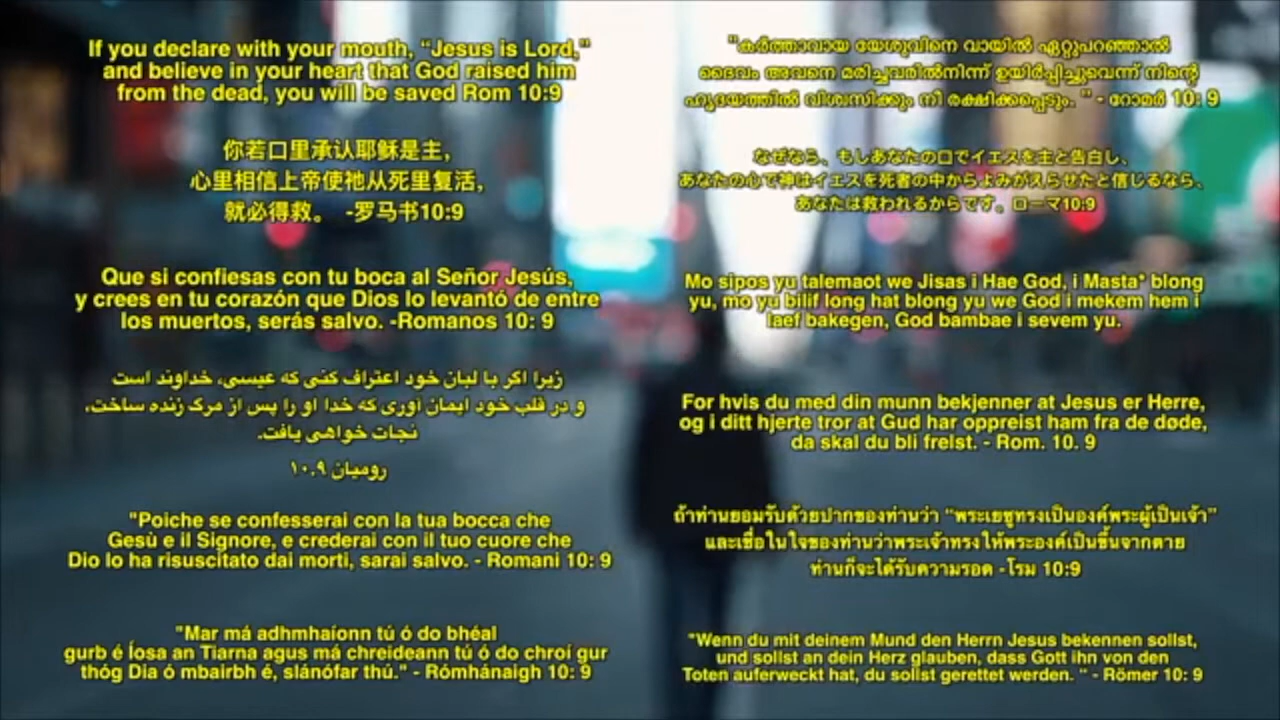 If you declare with your mouth, “Jesus is Lord,”
and believe in your heart that God raised him
from the dead, you will be saved Rom 10:9
你若口里承认耶稣是主，
心里相信上帝使祂从死里复活，
就必得救。 -罗马书10:9
Que si confiesas con tu boca al Señor Jesús,
y crees en tu corazón que Dios lo levantó de entre
los muertos, serás salvo. -Romanos 10: 9
زیرا اگر با لبان خود اعتراف کنی که عیسی، خداوند است
و در قلب خود ایمان آوری که خدا او را پس از مرگ زنده ساخت،
نجات خواهی یافت.
رومیان ۱۰.۹
"Poiche se confesserai con la tua bocca che
Gesù e il Signore, e crederai con il tuo cuore che
Dio lo ha risuscitato dai morti, sarai salvo. - Romani 10: 9
"Mar má adhmhaíonn tú ó do bhéal
gurb é Íosa an Tiarna agus má chreideann tú ó do chroí gur
thóg Dia ó mbairbh é, slánófar thú." - Rómhánaigh 10: 9
"കർത്താവായ യേശുവിനെ വായിൽ ഏറ്റുപറഞ്ഞാൽ
ദൈവം അവനെ മരിച്ചവരിൽനിന്ന് ഉയിർപ്പിച്ചുവെന്ന് നിന്റെ
ഹൃദയത്തിൽ വിശ്വസിക്കും നീ രക്ഷിക്കപ്പെടും. " - റോമർ 10: 9
なぜなら、もしあなたの口でイエスを主と告白し、
あなたの心で神はイエスを死者の中からよみがえらせたと信じるなら、
あなたは救われるからです。ローマ10:9
Mo sipos yu talemaot we Jisas i Hae God, i Masta* blong
yu, mo yu bilif long hat blong yu we God i mekem hem i
laef bakegen, God bambae i sevem yu.
For hvis du med din munn bekjenner at Jesus er Herre,
og i ditt hjerte tror at Gud har oppreist ham fra de døde,
da skal du bli frelst. - Rom. 10. 9
ถ้าท่านยอมรับด้วยปากของท่านว่า “พระเยซูทรงเป็นองค์พระผู้เป็นเจ้า”
และเชื่อในใจของท่านว่าพระเจ้าทรงให้พระองค์เป็นขึ้นจากตาย
ท่านก็จะได้รับความรอด -โรม 10:9
"Wenn du mit deinem Mund den Herrn Jesus bekennen sollst,
und sollst an dein Herz glauben, dass Gott ihn von den
Toten auferweckt hat, du sollst gerettet werden. " - Römer 10: 9